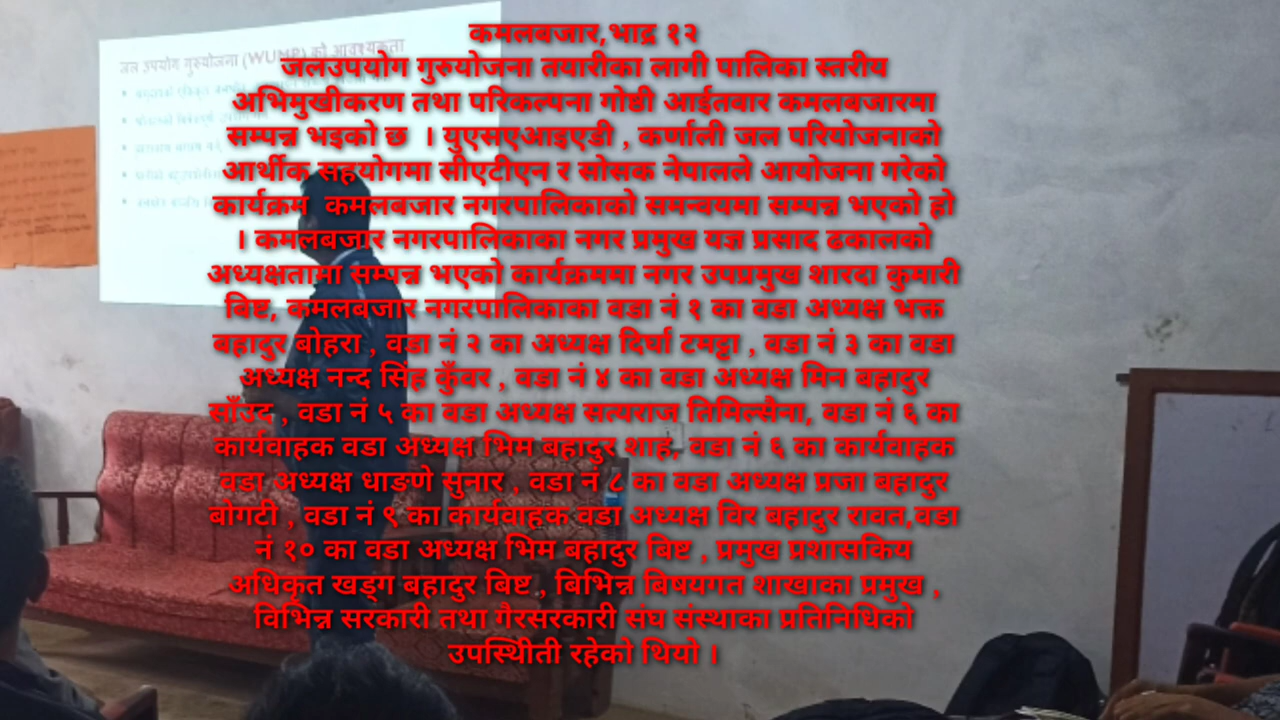 जल उपयोग गुरुयोजना (WUMP) को आवश्यकता
कमलबजार,भाद्र १२
जलउपयोग गुरुयोजना तयारीका लागी पालिका स्तरीय
अभिमुखीकरण तथा परिकल्पना गोष्ठी आईतवार कमलबजारमा
सम्पन्न भइको छ । युएसएआइएडी , कर्णाली जल परियोजनाको
आर्थीक सहयोगमा सीएटीएन र सोसक नेपालले आयोजना गरेको
कार्यक्रम कमलबजार नगरपालिकाको समन्वयमा सम्पन्न भएको हो
। कमलबजार नगरपालिकाका नगर प्रमुख यज्ञ प्रसाद ढकालको
अध्यक्षतामा सम्पन्न भएको कार्यक्रममा नगर उपप्रमुख शारदा कुमारी
बिष्ट, कमलबजार नगरपालिकाका वडा नं १ का वडा अध्यक्ष भक्त
बहादुर बोहरा , वडा नं २ का अध्यक्ष दिर्घा टमट्टा , वडा नं ३ का वडा
अध्यक्ष नन्द सिंह कुँवर , वडा नं ४ का वडा अध्यक्ष मिन बहादुर
साँउद , वडा नं ५ का वडा अध्यक्ष सत्यराज तिमिल्सैना, वडा नं ६ का
कार्यवाहक वडा अध्यक्ष भिम बहादुर शाह, वडा नं ६ का कार्यवाहक
वडा अध्यक्ष धाङणे सुनार , वडा नं ८ का वडा अध्यक्ष प्रजा बहादुर
बोगटी , वडा नं ९ का कार्यवाहक वडा अध्यक्ष विर बहादुर रावत,वडा
नं १० का वडा अध्यक्ष भिम बहादुर बिष्ट , प्रमुख प्रशासकिय
अधिकृत खड्ग बहादुर बिष्ट , बिभिन्न बिषयगत शाखाका प्रमुख ,
विभिन्न सरकारी तथा गैरसरकारी संघ संस्थाका प्रतिनिधिको
उपस्थिीती रहेको थियो ।